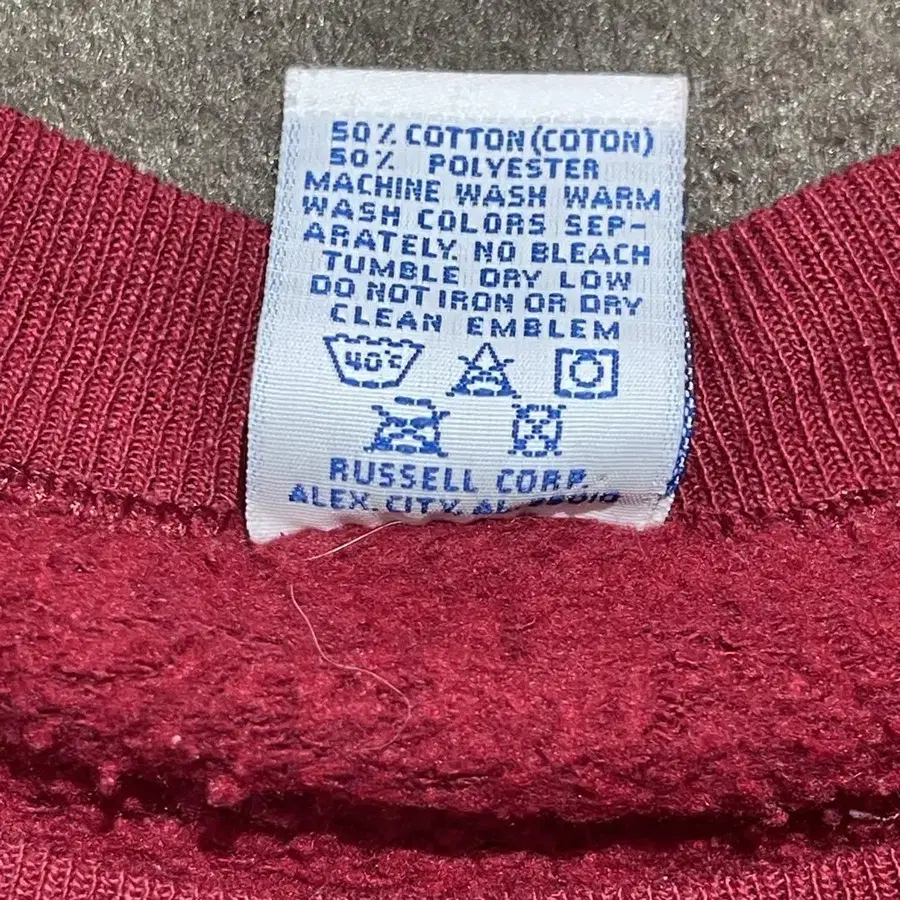 50% COTTON (COTON)
50% POLYESTER
MACHINE WASH WARM
WASH COLORS SEP-
ARATELY. NO BLEACH
TUMBLE DRY LOW
DO NOT IRON OR DRY
CLEAN EMBLEM
40°C
RUSSELL CORP.
ALEX. CITY, AL